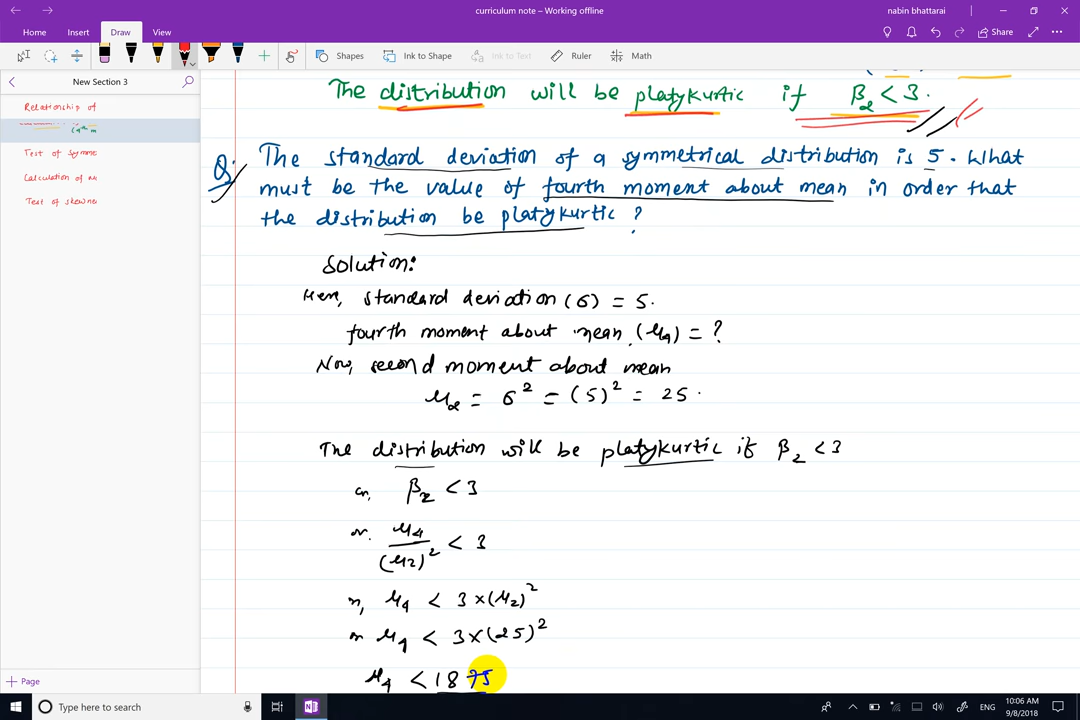 curriculum note – Working offline
nabin bhattarai
Home Insert Draw View
Share
Shapes Ink to Shape Ink to Text Ruler Math
New Section 3
Relationship of
Test of symme
Calculation of
Test of skewne
Page
The distribution will be platykurtic if β2 < 3.
Q: The standard deviation of a symmetrical distribution is 5. What
must be the value of fourth moment about mean in order that
the distribution be platykurtic ?
Solution:
Here, standard deviation (σ) = 5.
fourth moment about mean (μ4) = ?
Now, second moment about mean
μ2 = σ² = (5)² = 25.
The distribution will be platykurtic if β2 < 3
or, β2 < 3
or. μ4/(μ2)² < 3
or, μ4 < 3×(μ2)²
or μ4 < 3×(25)²
μ4 < 1875
Type here to search
ENG
10:06 AM
9/8/2018